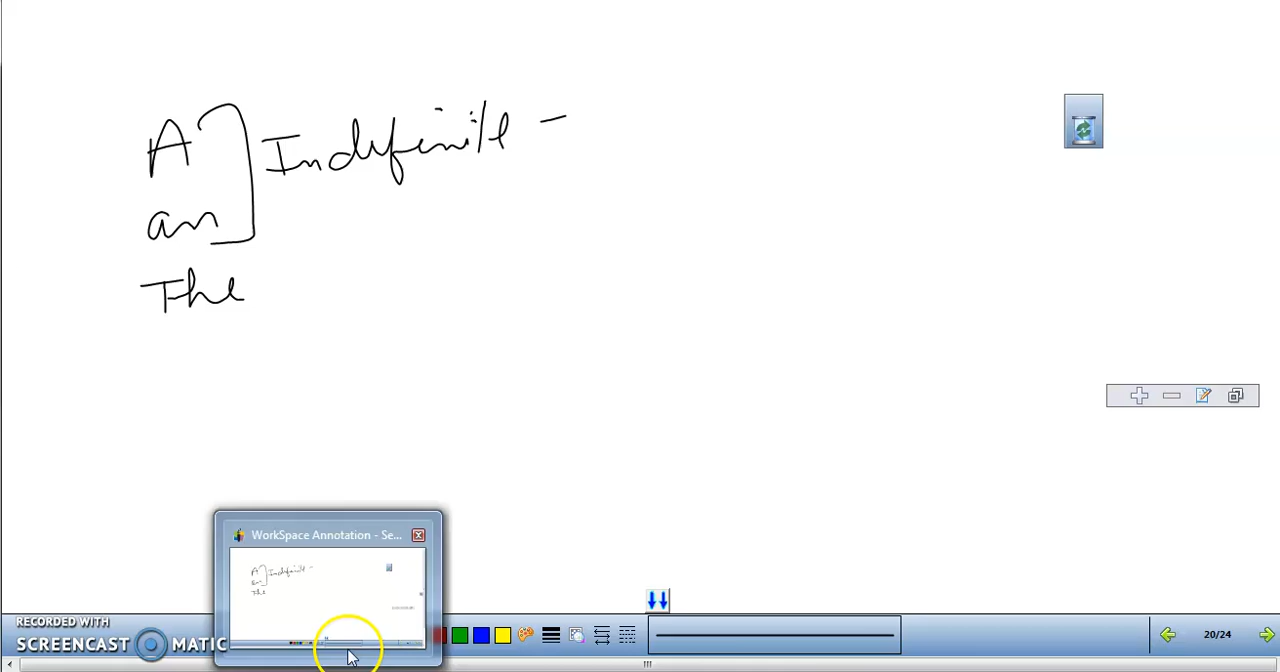 A
an
Indefinite -
The
WorkSpace Annotation - Se...
RECORDED WITH
SCREENCAST MATIC
20/24